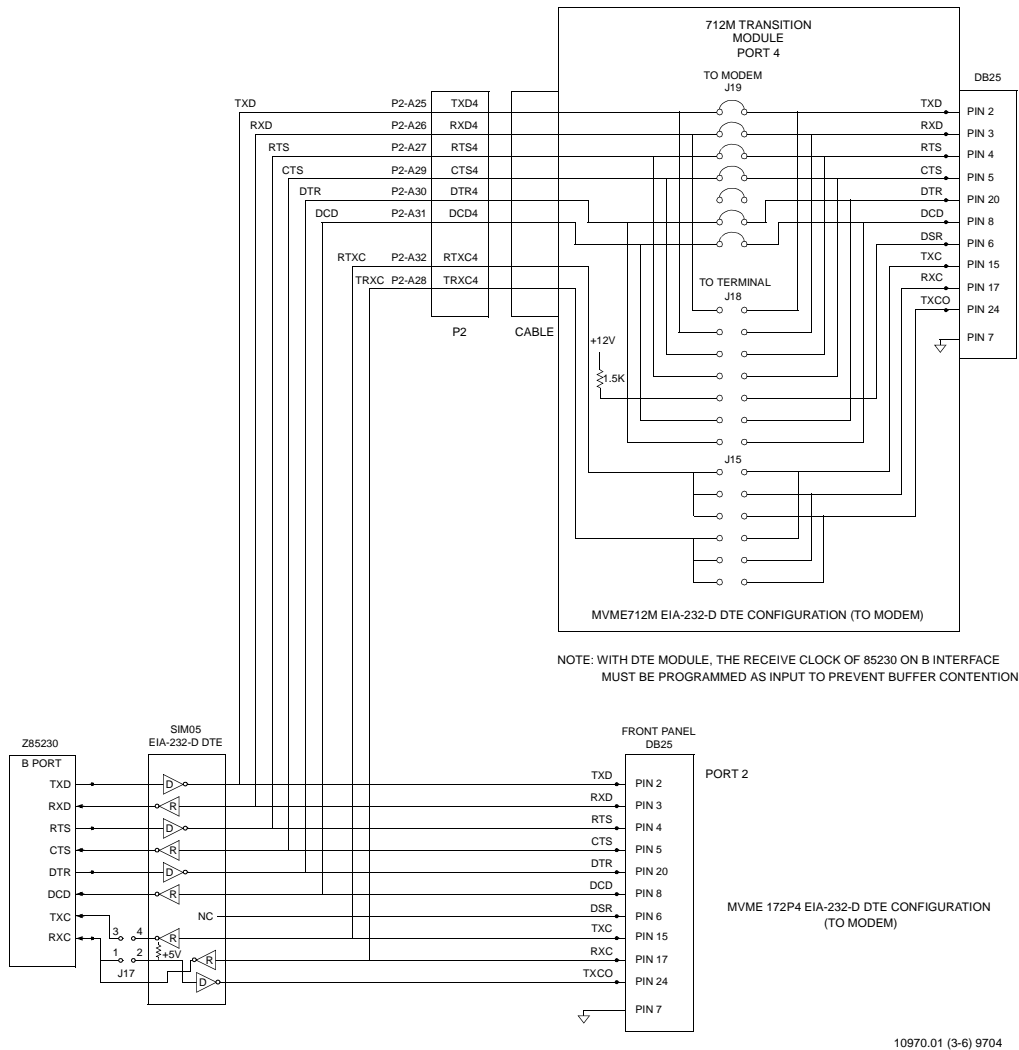 712M TRANSITION
MODULE
PORT 4
TO MODEM
J19
DB25
TXD P2-A25 TXD4 TXD PIN 2
RXD P2-A26 RXD4 RXD PIN 3
RTS P2-A27 RTS4 RTS PIN 4
CTS P2-A29 CTS4 CTS PIN 5
DTR P2-A30 DTR4 DTR PIN 20
DCD P2-A31 DCD4 DCD PIN 8
DSR PIN 6
RTXC P2-A32 RTXC4 TXC PIN 15
TRXC P2-A28 TRXC4 RXC PIN 17
TXCO PIN 24
PIN 7
TO TERMINAL
J18
P2
CABLE
+12V
1.5K
J15
MVME712M EIA-232-D DTE CONFIGURATION (TO MODEM)
NOTE: WITH DTE MODULE, THE RECEIVE CLOCK OF 85230 ON B INTERFACE
MUST BE PROGRAMMED AS INPUT TO PREVENT BUFFER CONTENTION
Z85230
B PORT
SIM05
EIA-232-D DTE
FRONT PANEL
DB25
PORT 2
TXD D TXD PIN 2
RXD R RXD PIN 3
RTS D RTS PIN 4
CTS R CTS PIN 5
DTR D DTR PIN 20
DCD R DCD PIN 8
TXC NC DSR PIN 6
RXC 3 4 R TXC PIN 15
1 2 +5V R RXC PIN 17
J17
D TXCO PIN 24
PIN 7
MVME 172P4 EIA-232-D DTE CONFIGURATION
(TO MODEM)
10970.01 (3-6) 9704